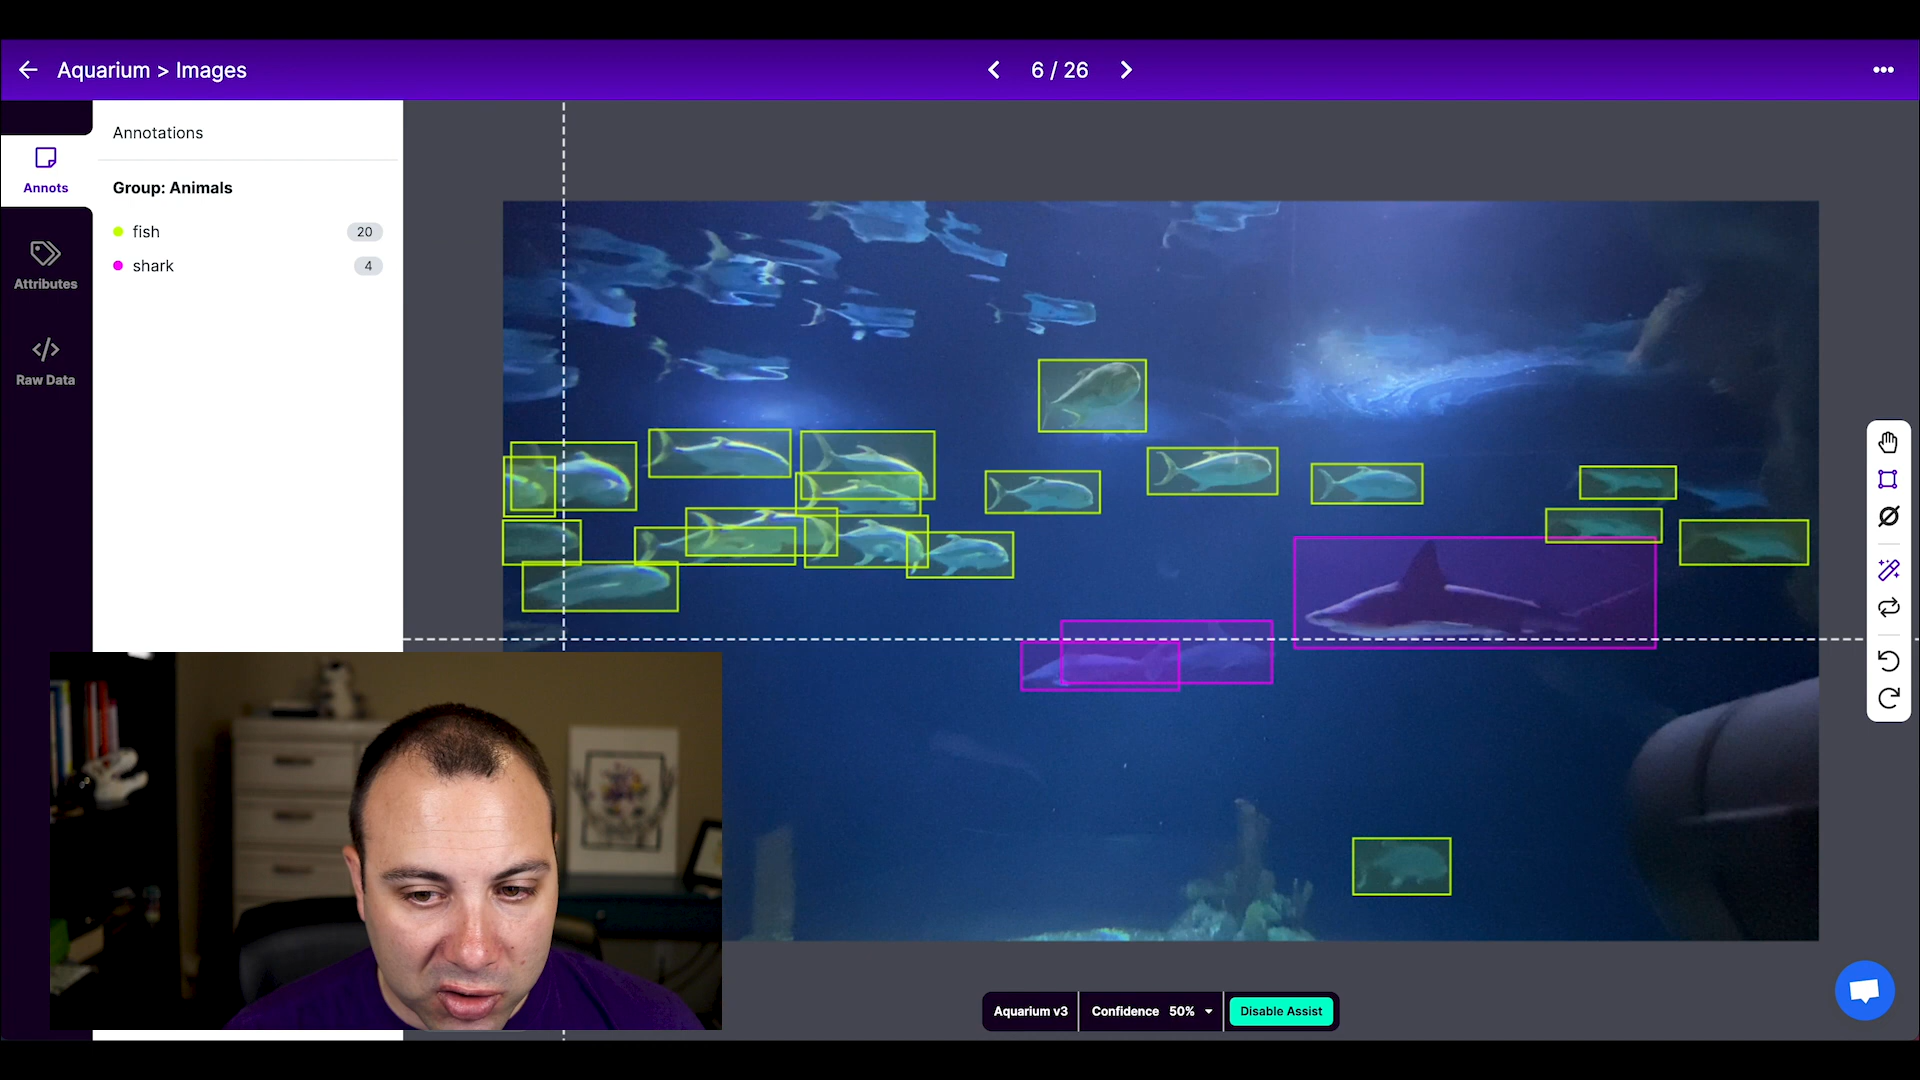 Aquarium > Images
6 / 26
Annotations
Annots
Group: Animals
fish
20
shark
4
Attributes
Raw Data
Aquarium v3
Confidence 50%
Disable Assist